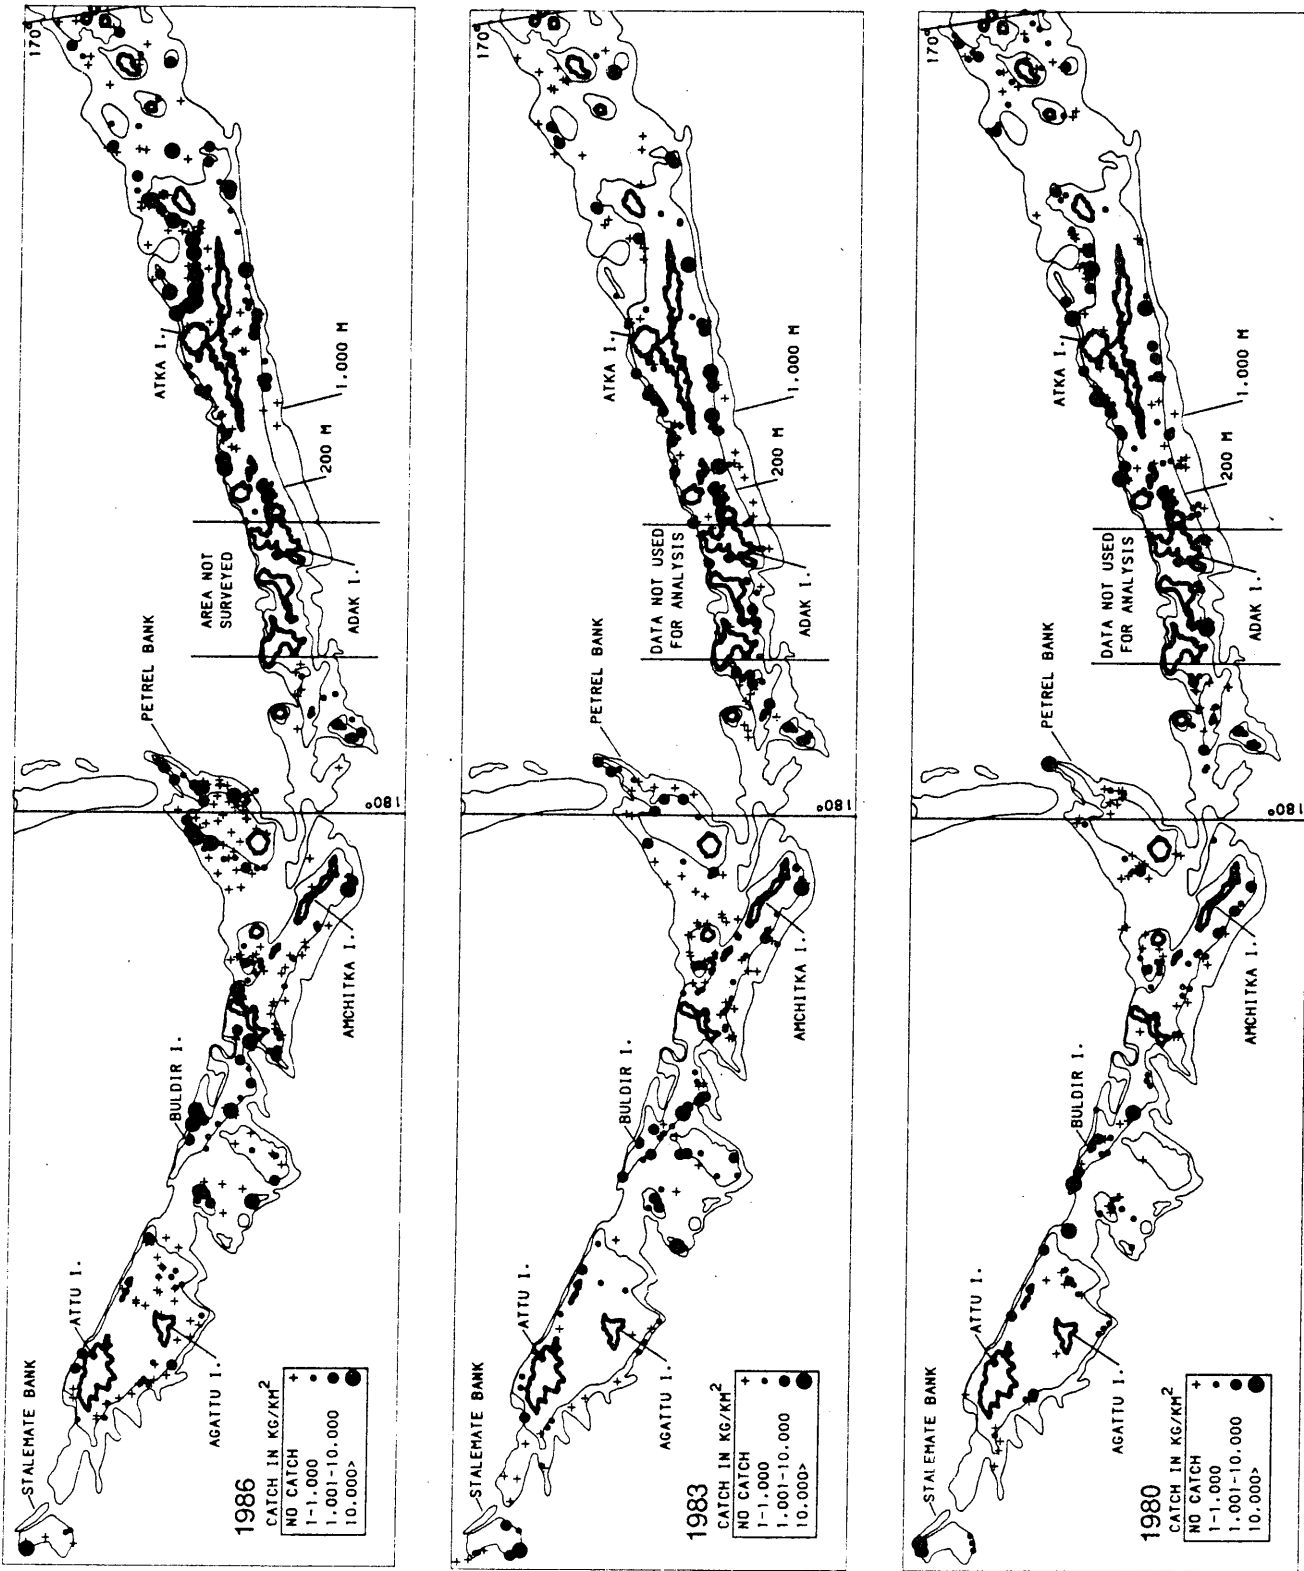 170°
ATKA I.
1.000 M
200 M
AREA NOT
SURVEYED
ADAK I.
PETREL BANK
180°
AMCHITKA I.
BULDIR I.
ATTU I.
AGATTU I.
STALEMATE BANK
1986
CATCH IN KG/KM²
NO CATCH +
1-1.000
1.001-10.000
10.000>
170°
ATKA I.
1.000 M
200 M
DATA NOT USED
FOR ANALYSIS
ADAK I.
PETREL BANK
180°
AMCHITKA I.
BULDIR I.
ATTU I.
AGATTU I.
STALEMATE BANK
1983
CATCH IN KG/KM²
NO CATCH +
1-1.000
1.001-10.000
10.000>
170°
ATKA I.
1.000 M
200 M
DATA NOT USED
FOR ANALYSIS
ADAK I.
PETREL BANK
180°
AMCHITKA I.
BULDIR I.
ATTU I.
AGATTU I.
STALEMATE BANK
1980
CATCH IN KG/KM²
NO CATCH +
1-1.000
1.001-10.000
10.000>